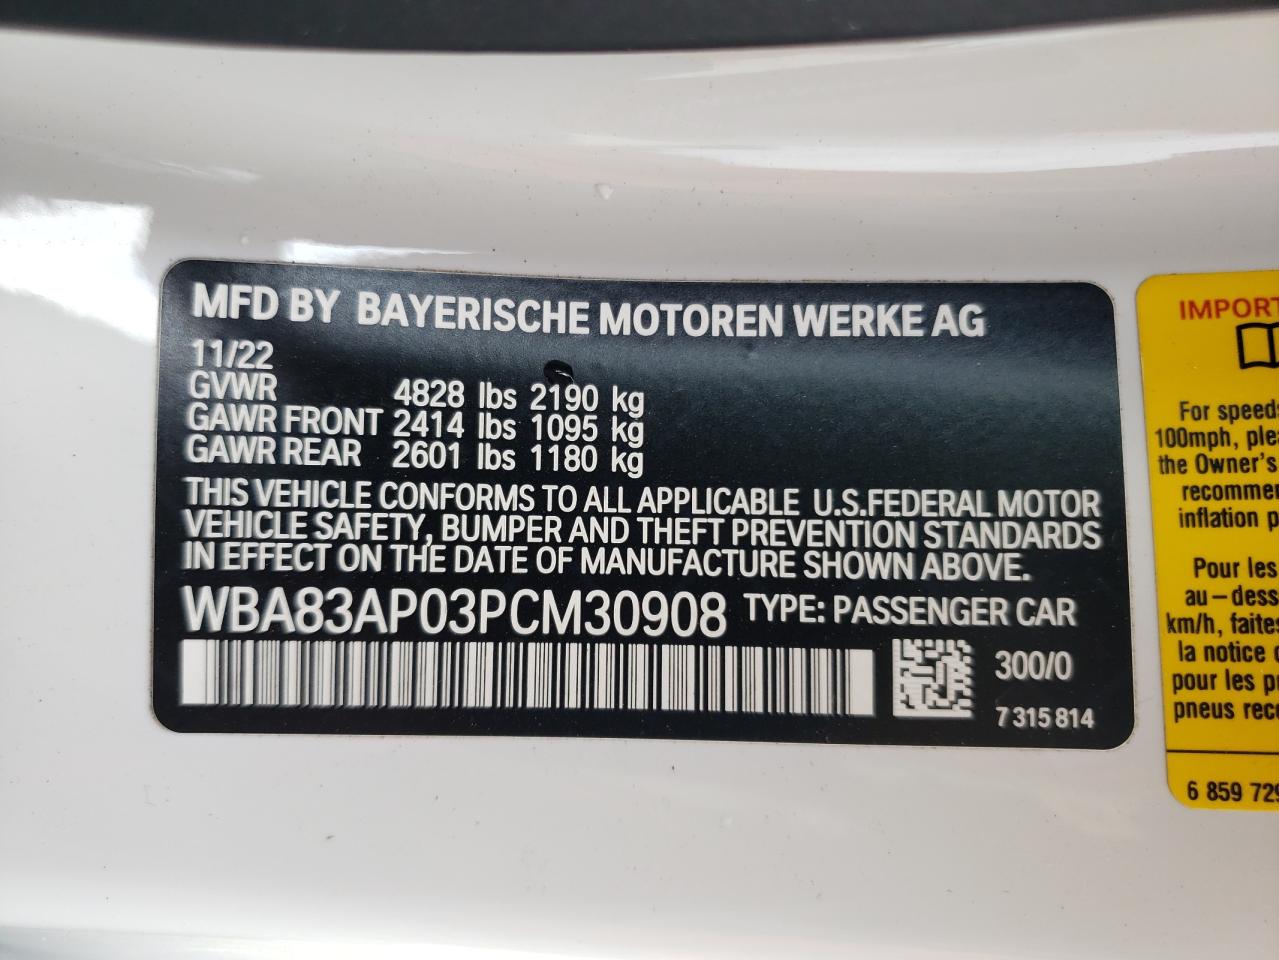 MFD BY BAYERISCHE MOTOREN WERKE AG
11/22
GVWR 4828 lbs 2190 kg
GAWR FRONT 2414 lbs 1095 kg
GAWR REAR 2601 lbs 1180 kg
THIS VEHICLE CONFORMS TO ALL APPLICABLE U.S.FEDERAL MOTOR
VEHICLE SAFETY, BUMPER AND THEFT PREVENTION STANDARDS
IN EFFECT ON THE DATE OF MANUFACTURE SHOWN ABOVE.
WBA83AP03PCM30908 TYPE: PASSENGER CAR
300/0
7 315 814
IMPORT
For speed
100mph, plea
the Owner's
recomme
inflation p
Pour les
au-dess
km/h, faites
la notice
pour les p
pneus reco
6 859 729